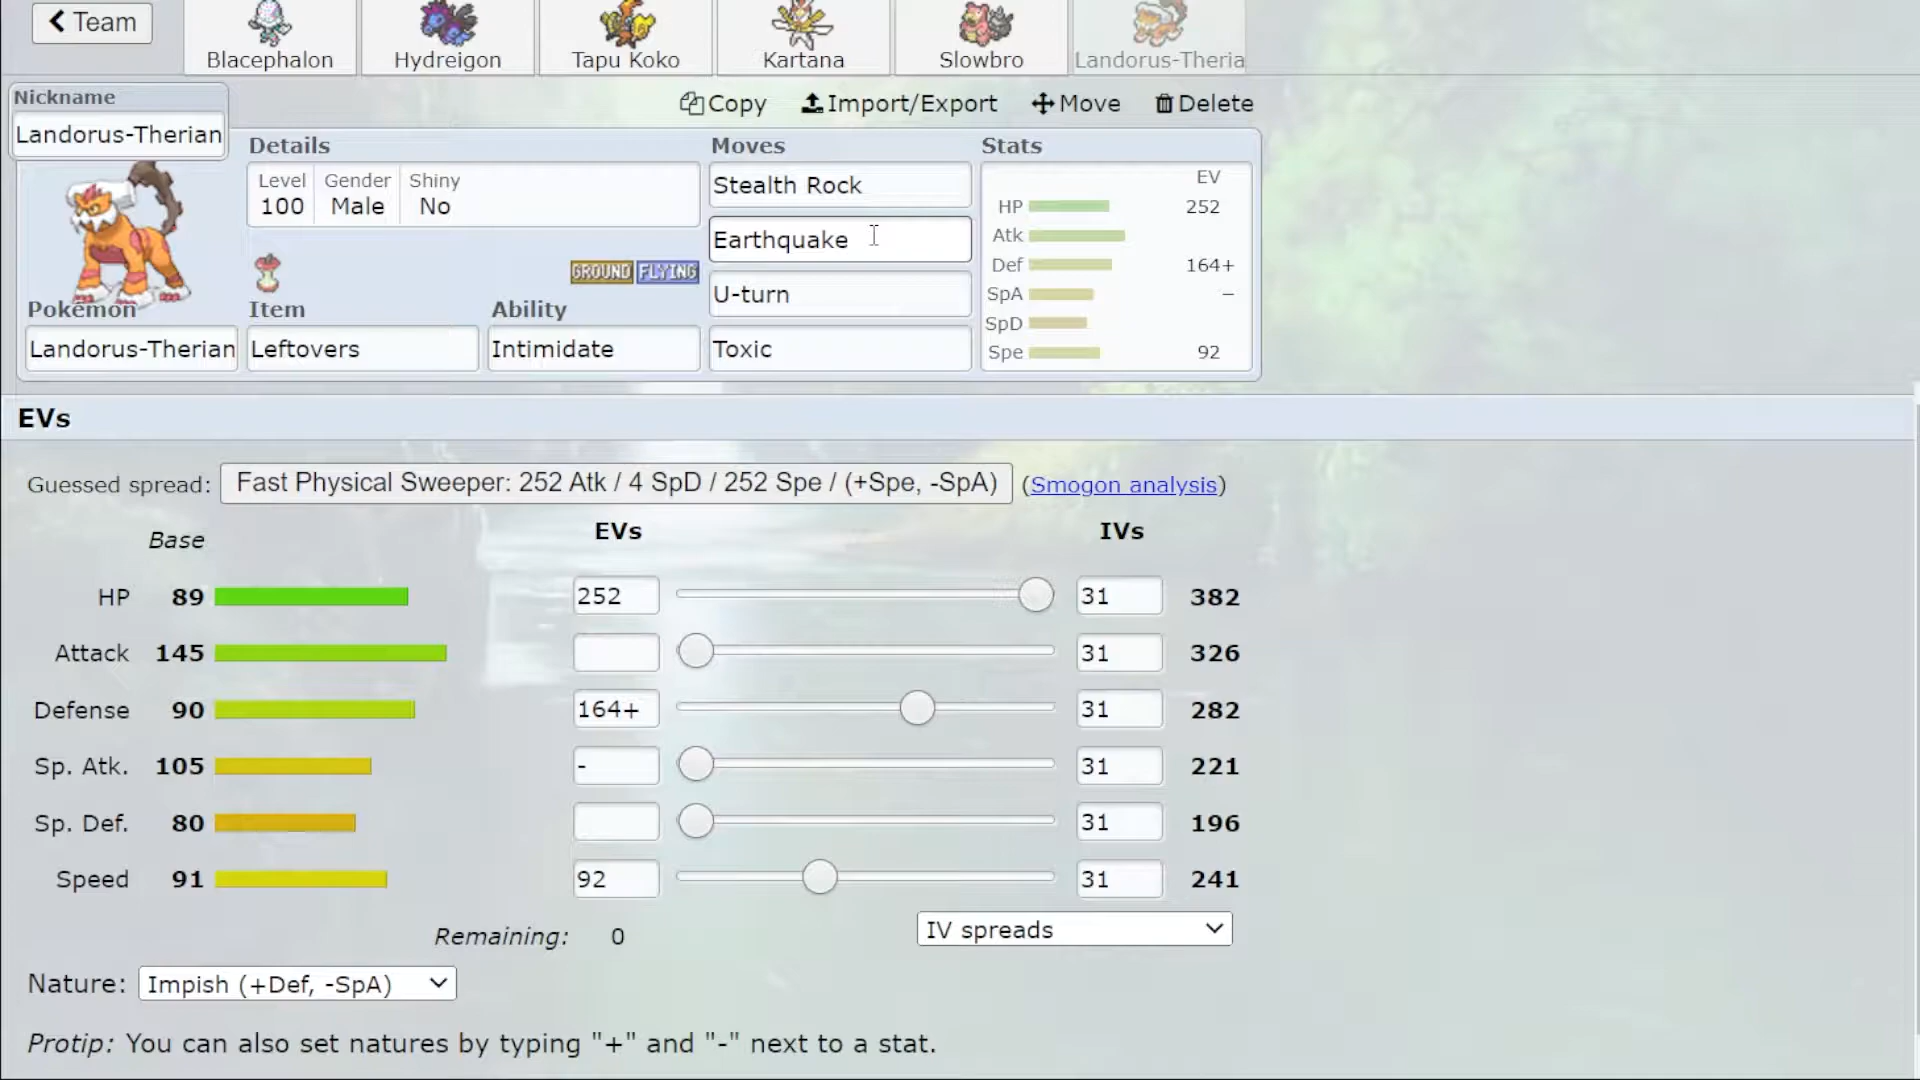 Team
Blacephalon
Hydreigon
Tapu Koko
Kartana
Slowbro
Landorus-Theria
Copy
Import/Export
Move
Delete
Nickname
Landorus-Therian
Details
Level
100
Gender
Male
Shiny
No
GROUND FLYING
Pokémon
Landorus-Therian
Item
Leftovers
Ability
Intimidate
Moves
Stealth Rock
Earthquake
U-turn
Toxic
Stats
EV
HP 252
Atk
Def 164+
SpA –
SpD
Spe 92
EVs
Guessed spread: Fast Physical Sweeper: 252 Atk / 4 SpD / 252 Spe / (+Spe, -SpA) (Smogon analysis)
Base EVs IVs
HP 89 252 31 382
Attack 145 31 326
Defense 90 164+ 31 282
Sp. Atk. 105 - 31 221
Sp. Def. 80 31 196
Speed 91 92 31 241
Remaining: 0 IV spreads
Nature: Impish (+Def, -SpA)
Protip: You can also set natures by typing "+" and "-" next to a stat.